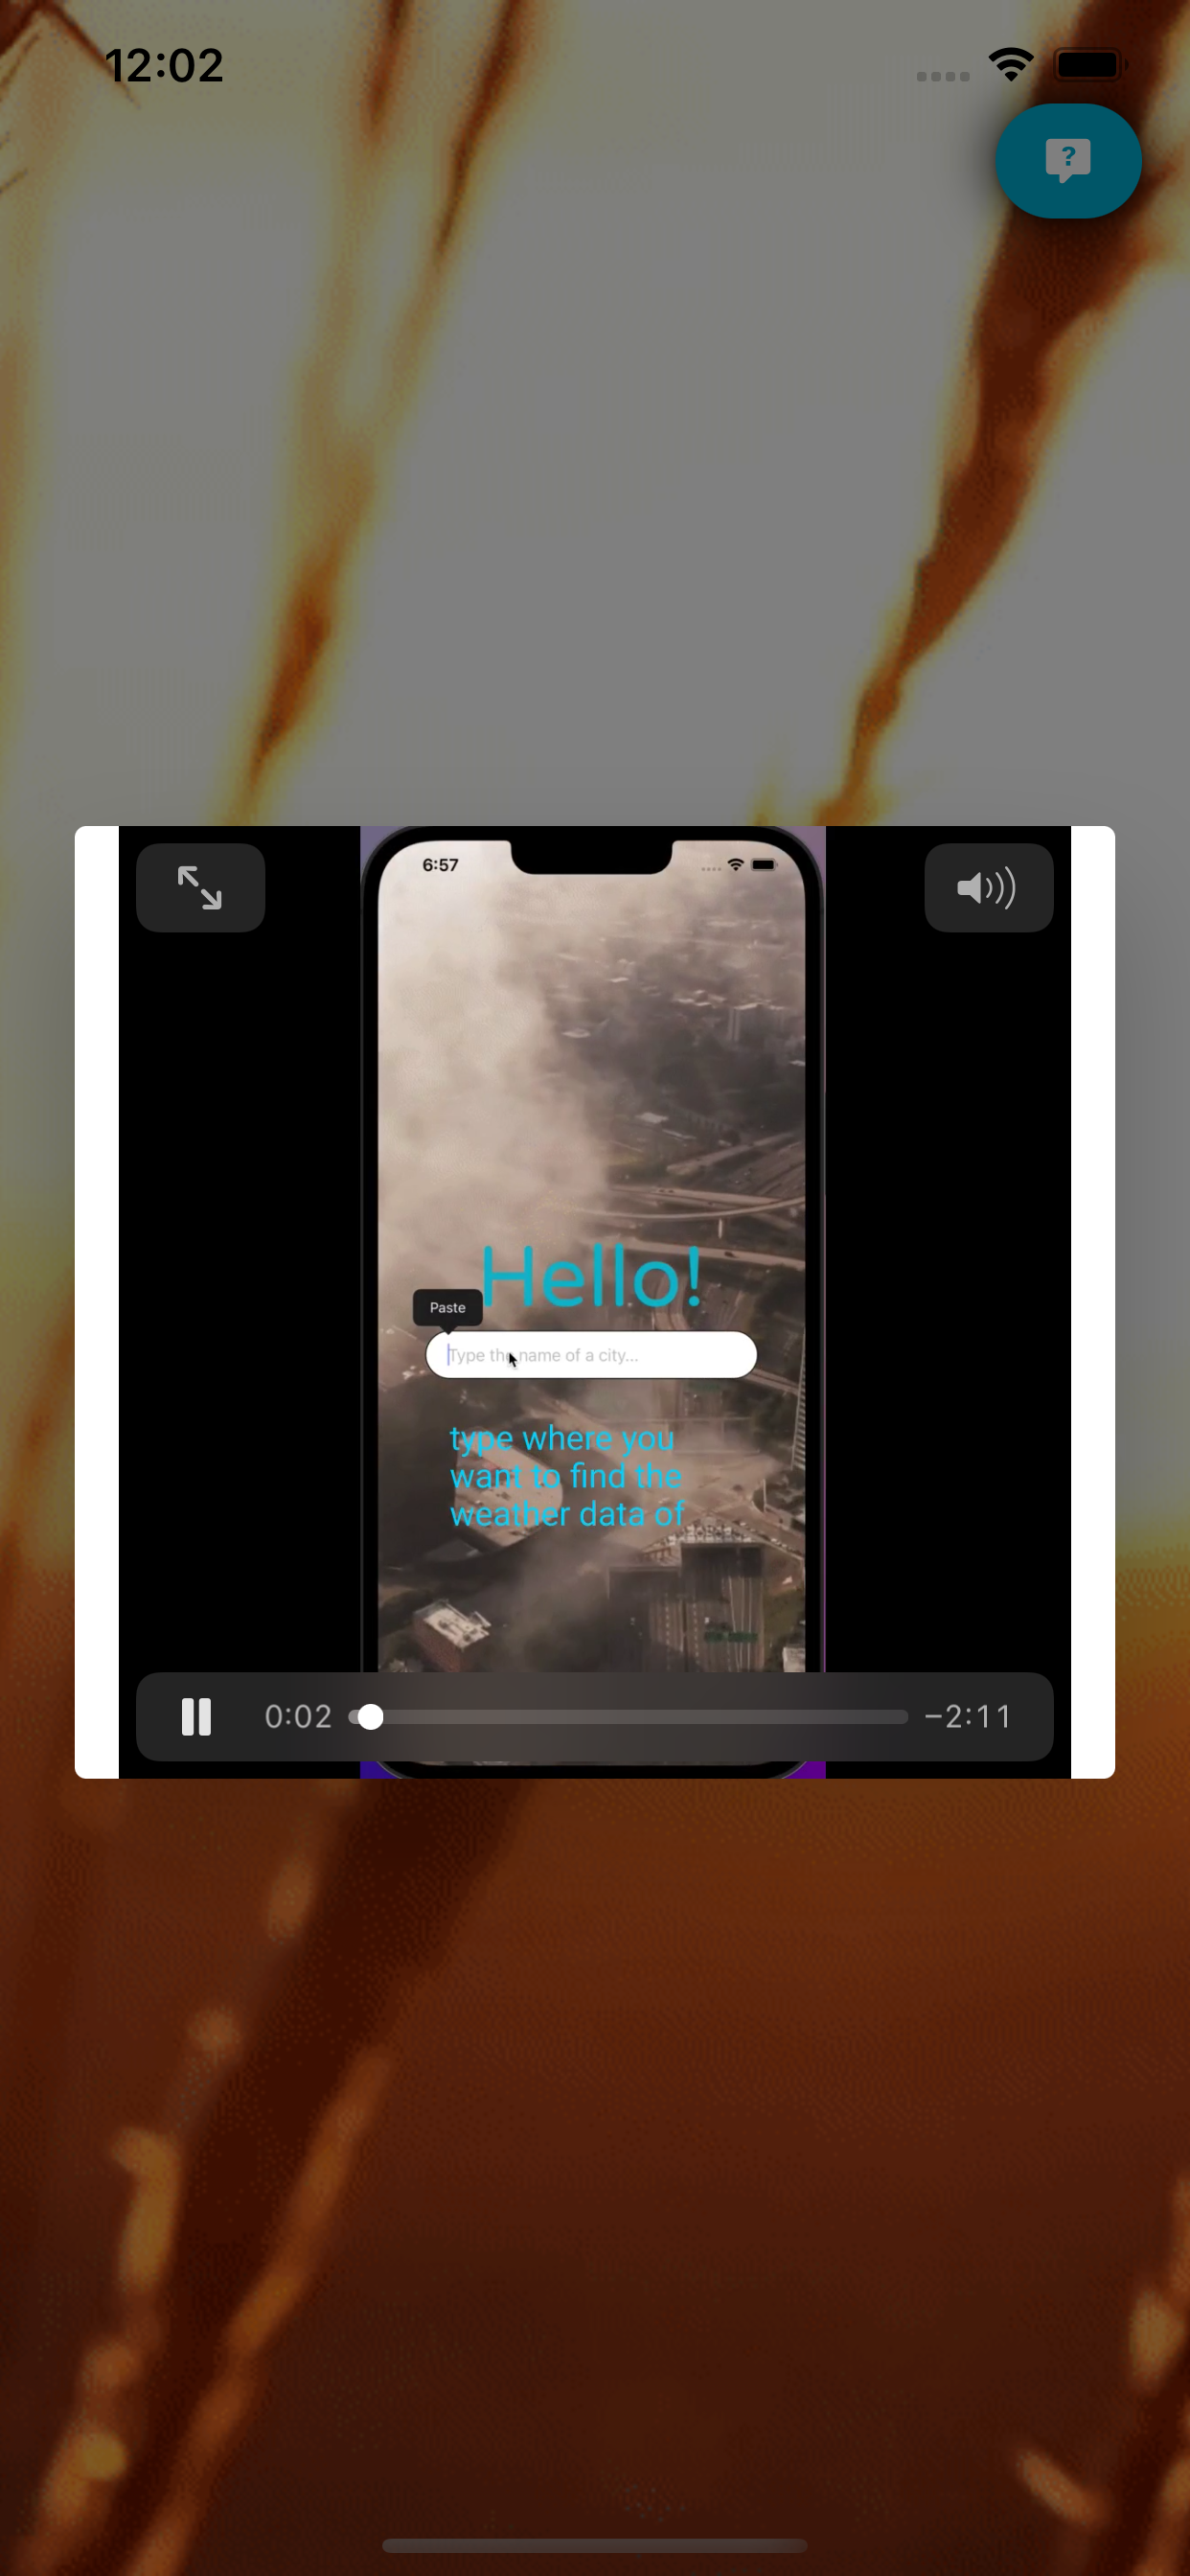 12:02
?
6:57
Hello!
Paste
Type the name of a city...
type where you
want to find the
weather data of
0:02
−2:11